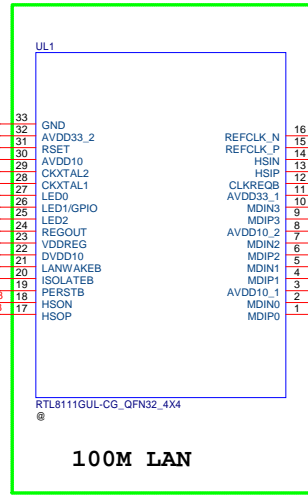 UL1
33 GND
32 AVDD33_2
31 RSET
30 AVDD10
29 CKXTAL2
28 CKXTAL1
27 LED0
26 LED1/GPIO
25 LED2
24 REGOUT
23 VDDREG
22 DVDD10
21 LANWAKEB
20 ISOLATEB
19 PERSTB
18 HSON
17 HSOP
REFCLK_N 16
REFCLK_P 15
HSIN 14
HSIP 13
CLKREQB 12
AVDD33_1 11
MDIN3 10
MDIP3 9
AVDD10_2 8
MDIN2 7
MDIP2 6
MDIN1 5
MDIP1 4
AVDD10_1 3
MDIN0 2
MDIP0 1
RTL8111GUL-CG_QFN32_4X4
@
100M LAN